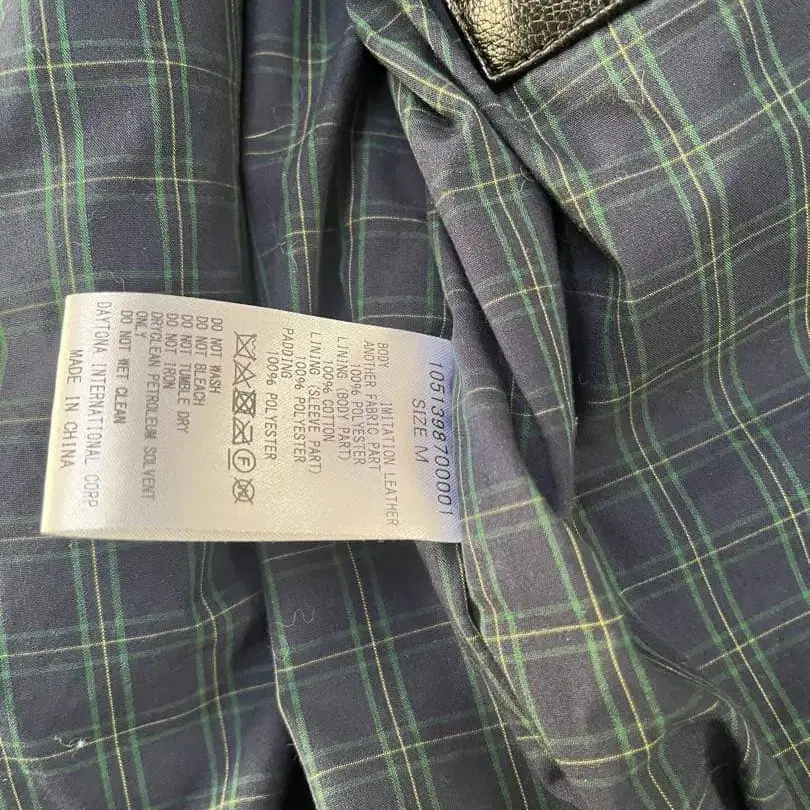 1051398700001
SIZE M
BODY
IMITATION LEATHER
ANOTHER FABRIC PART
100% POLYESTER
LINING (BODY PART)
100% COTTON
LINING (SLEEVE PART)
100% POLYESTER
PADDING
100% POLYESTER
DO NOT WASH
DO NOT BLEACH
DO NOT TUMBLE DRY
DO NOT IRON
DRYCLEAN PETROLEUM SOLVENT
ONLY
DO NOT WET CLEAN
DAYTONA INTERNATIONAL CORP
MADE IN CHINA